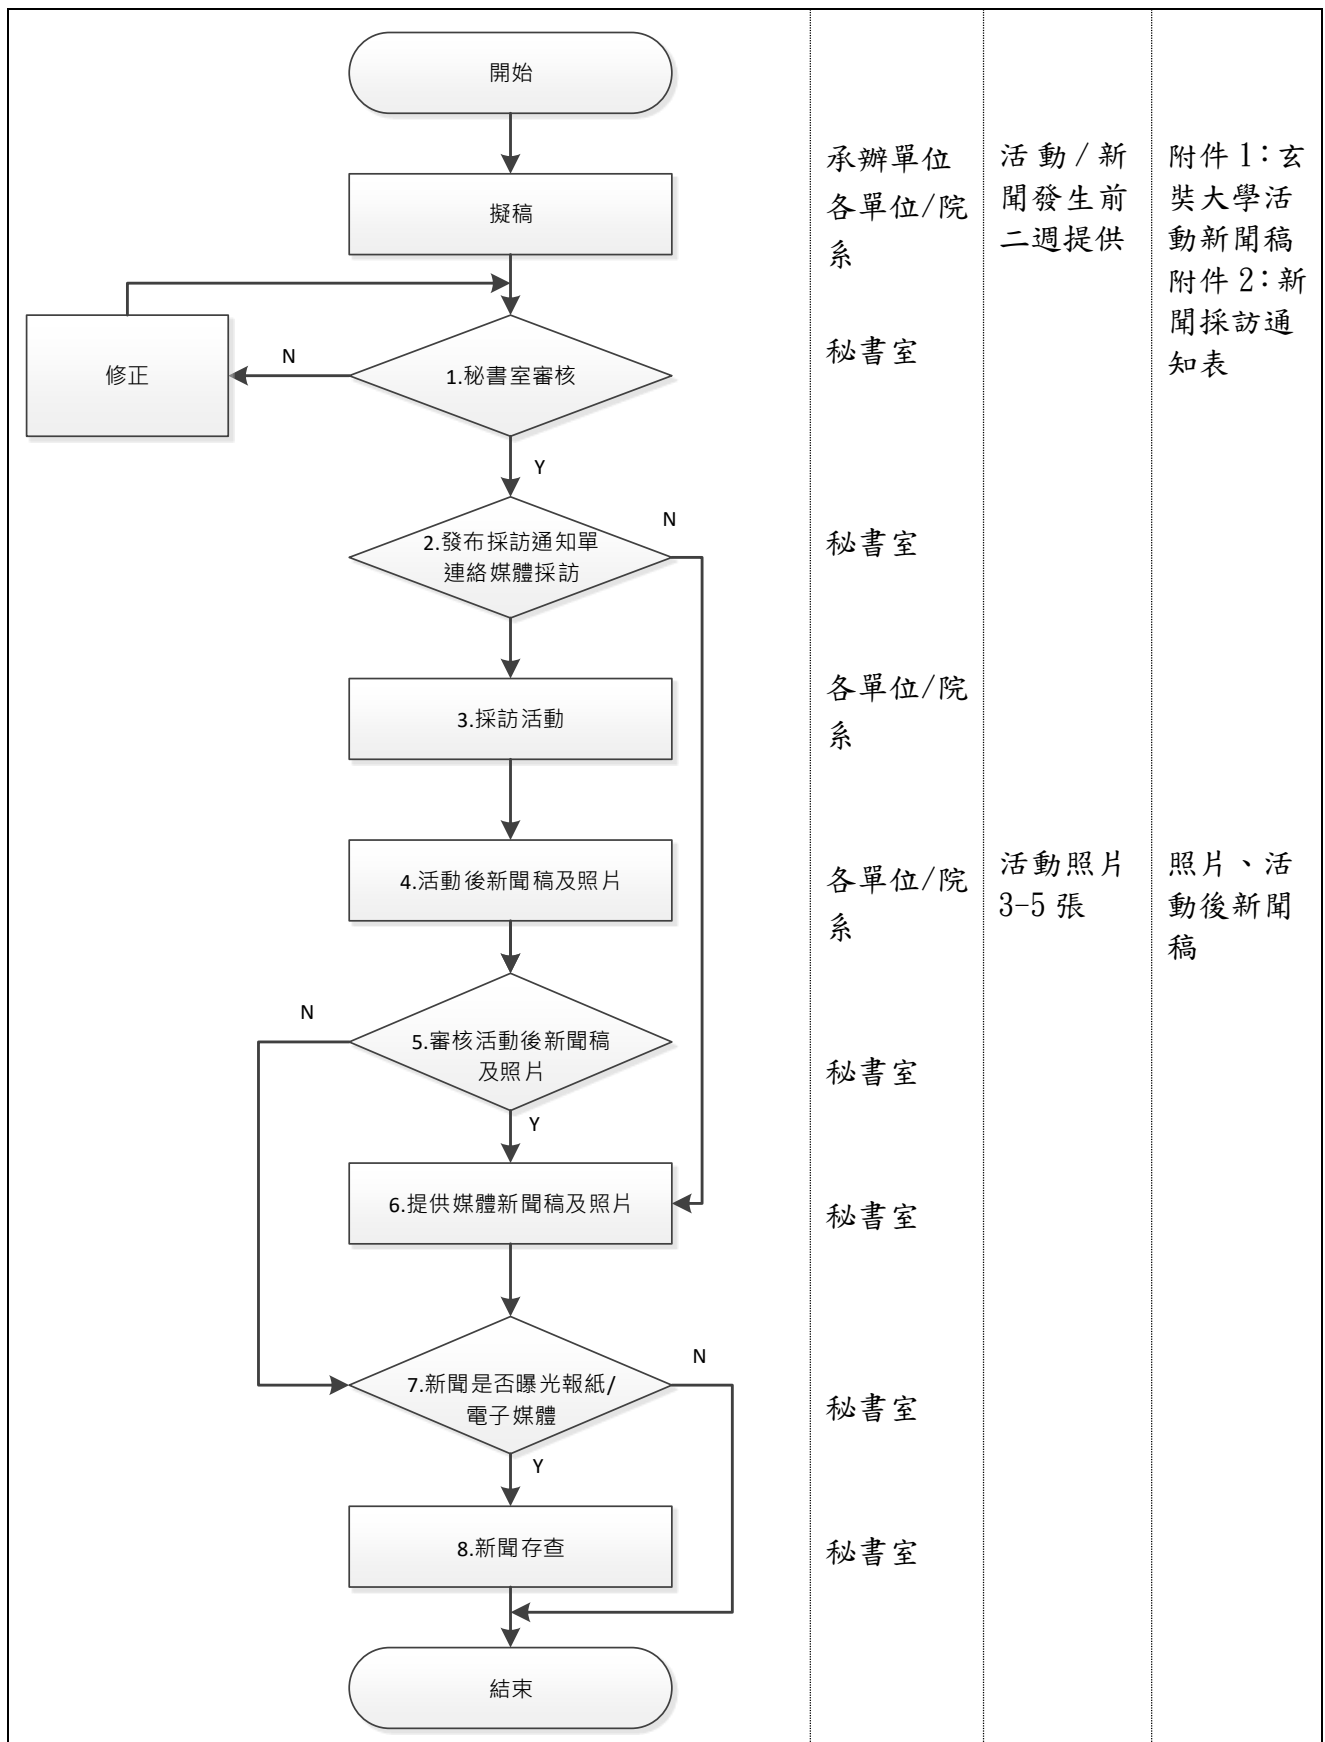 開始
擬稿
修正
N
1.秘書室審核
Y
2.發布採訪通知單
連絡媒體採訪
N
3.採訪活動
4.活動後新聞稿及照片
N
5.審核活動後新聞稿
及照片
Y
6.提供媒體新聞稿及照片
7.新聞是否曝光報紙/
電子媒體
N
Y
8.新聞存查
結束
承辦單位
各單位/院
系
秘書室
秘書室
各單位/院
系
各單位/院
系
秘書室
秘書室
秘書室
秘書室
活動/新
聞發生前
二週提供
活動照片
3-5 張
附件 1：玄
奘大學活
動新聞稿
附件 2：新
聞採訪通
知表
照片、活
動後新聞
稿